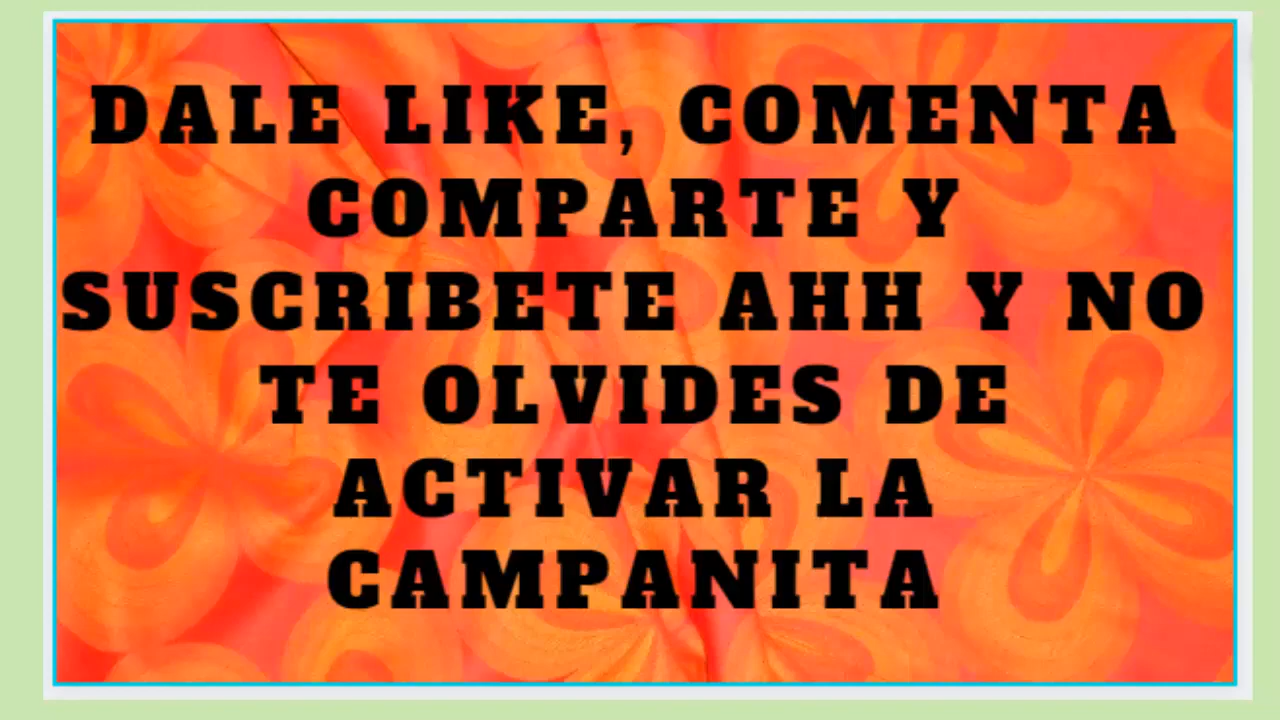 DALE LIKE, COMENTA
COMPARTE Y
SUSCRIBETE AHH Y NO
TE OLVIDES DE
ACTIVAR LA
CAMPANITA